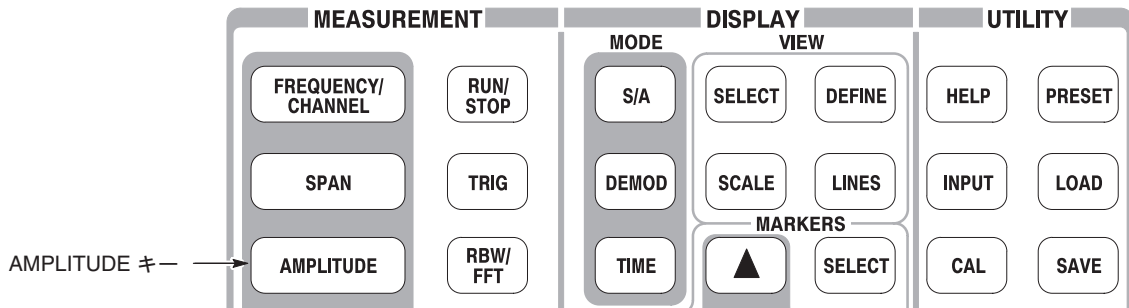 MEASUREMENT
DISPLAY
UTILITY
MODE
VIEW
FREQUENCY/
CHANNEL
RUN/
STOP
S/A
SELECT
DEFINE
HELP
PRESET
SPAN
TRIG
DEMOD
SCALE
LINES
INPUT
LOAD
MARKERS
AMPLITUDE キー
AMPLITUDE
RBW/
FFT
TIME
SELECT
CAL
SAVE